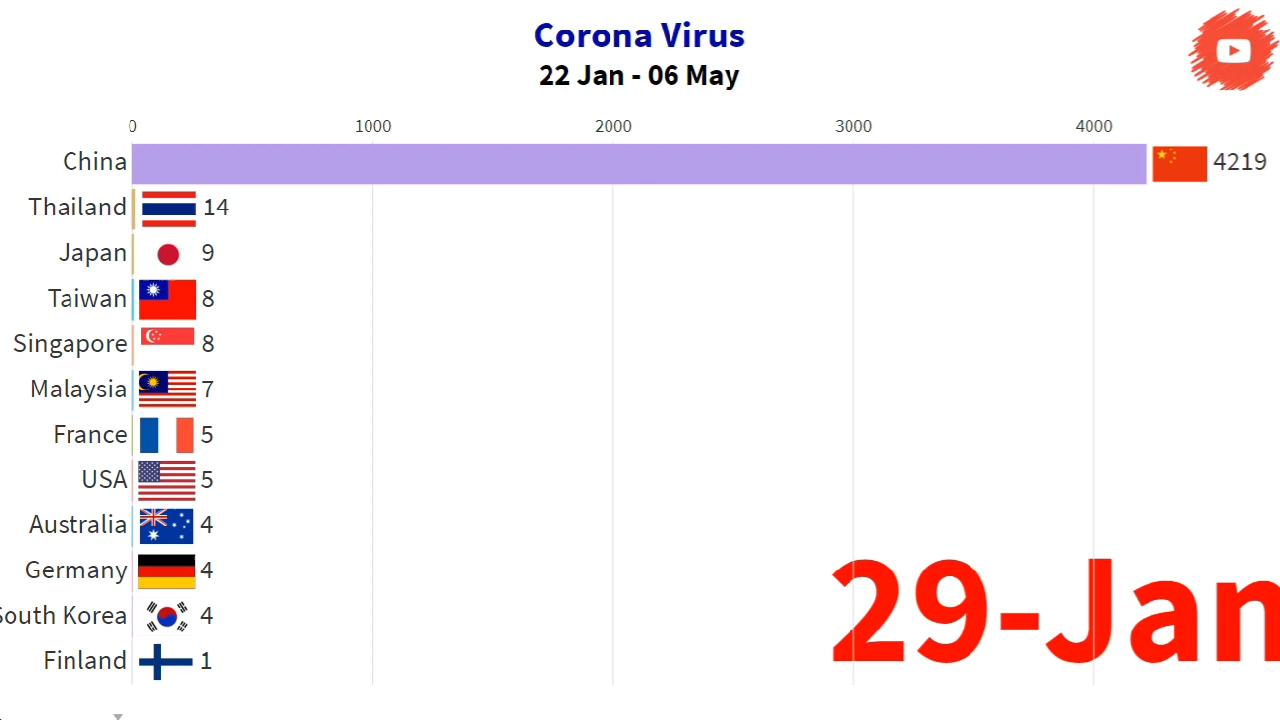 Corona Virus
22 Jan - 06 May
0 1000 2000 3000 4000
China 4219
Thailand 14
Japan 9
Taiwan 8
Singapore 8
Malaysia 7
France 5
USA 5
Australia 4
Germany 4
South Korea 4
Finland 1
29-Jan